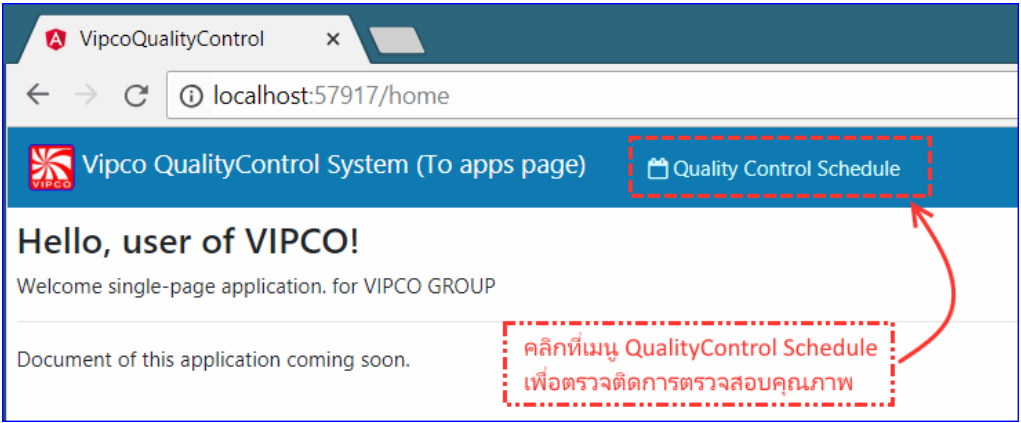 VipcoQualityControl
localhost:57917/home
VIPCO
Vipco QualityControl System (To apps page)
Quality Control Schedule
Hello, user of VIPCO!
Welcome single-page application. for VIPCO GROUP
Document of this application coming soon.
คลิกที่เมนู QualityControl Schedule
เพื่อตรวจติดการตรวจสอบคุณภาพ